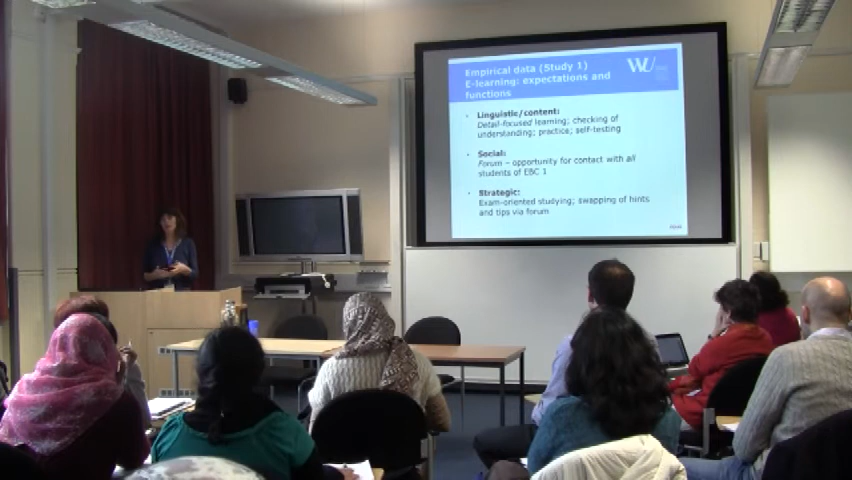 Empirical data (Study 1)
E-learning: expectations and
functions
WU
Linguistic/content:
Detail-focused learning; checking of
understanding; practice; self-testing
Social:
Forum – opportunity for contact with all
students of EBC 1
Strategic:
Exam-oriented studying; swapping of hints
and tips via forum